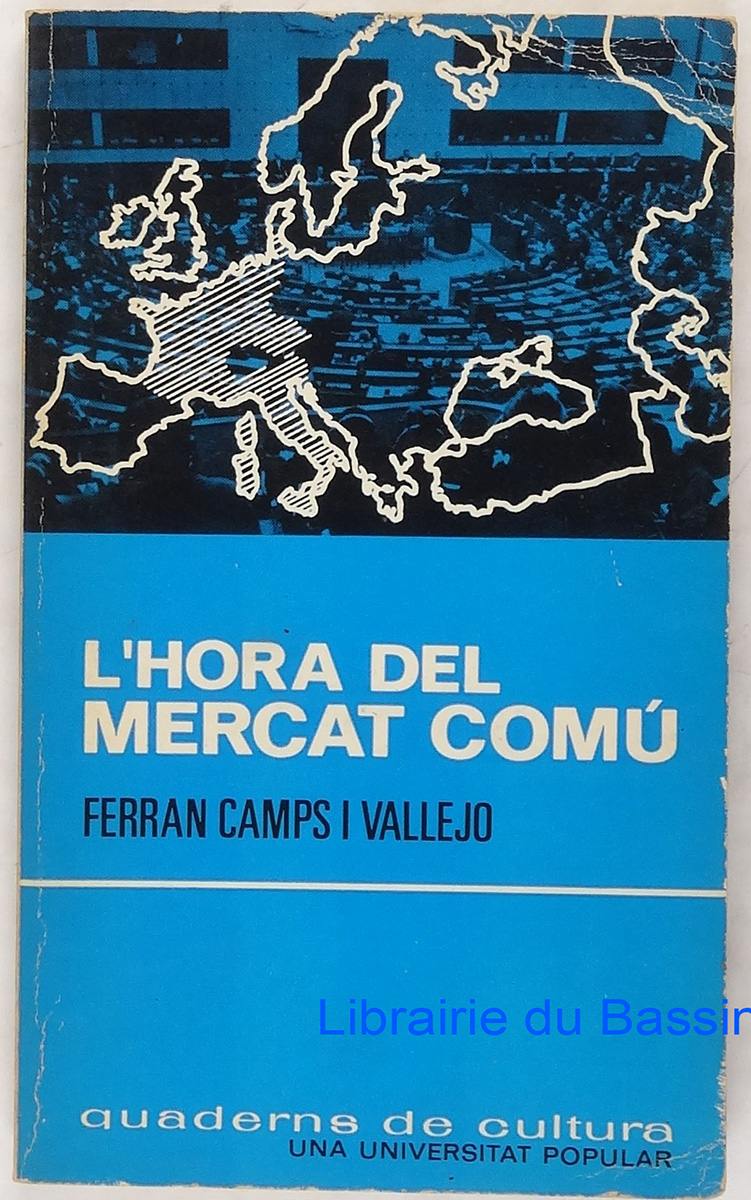 L'HORA DEL
MERCAT COMÚ
FERRAN CAMPS I VALLEJO
Librairie du Bassin
quaderns de cultura
UNA UNIVERSITAT POPULAR